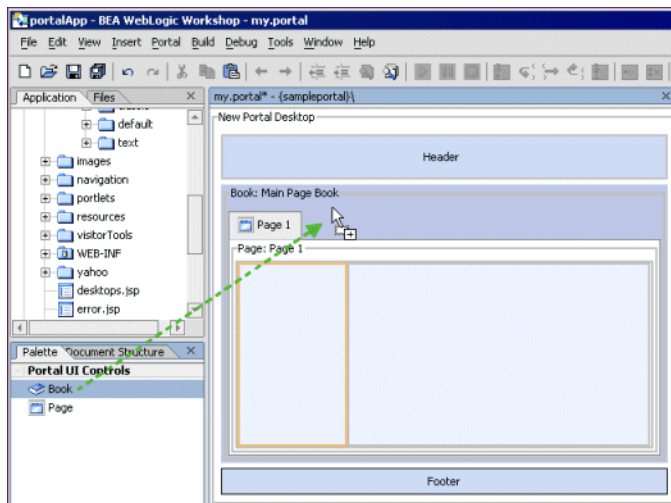 portalApp - BEA WebLogic Workshop - my.portal
File Edit View Insert Portal Build Debug Tools Window Help
Application Files
my.portal* - {sampleportal}\
default
text
images
navigation
portlets
resources
visitorTools
WEB-INF
yahoo
desktops.jsp
error.jsp
Palette Document Structure
Portal UI Controls
Book
Page
New Portal Desktop
Header
Book: Main Page Book
Page 1
Page: Page 1
Footer